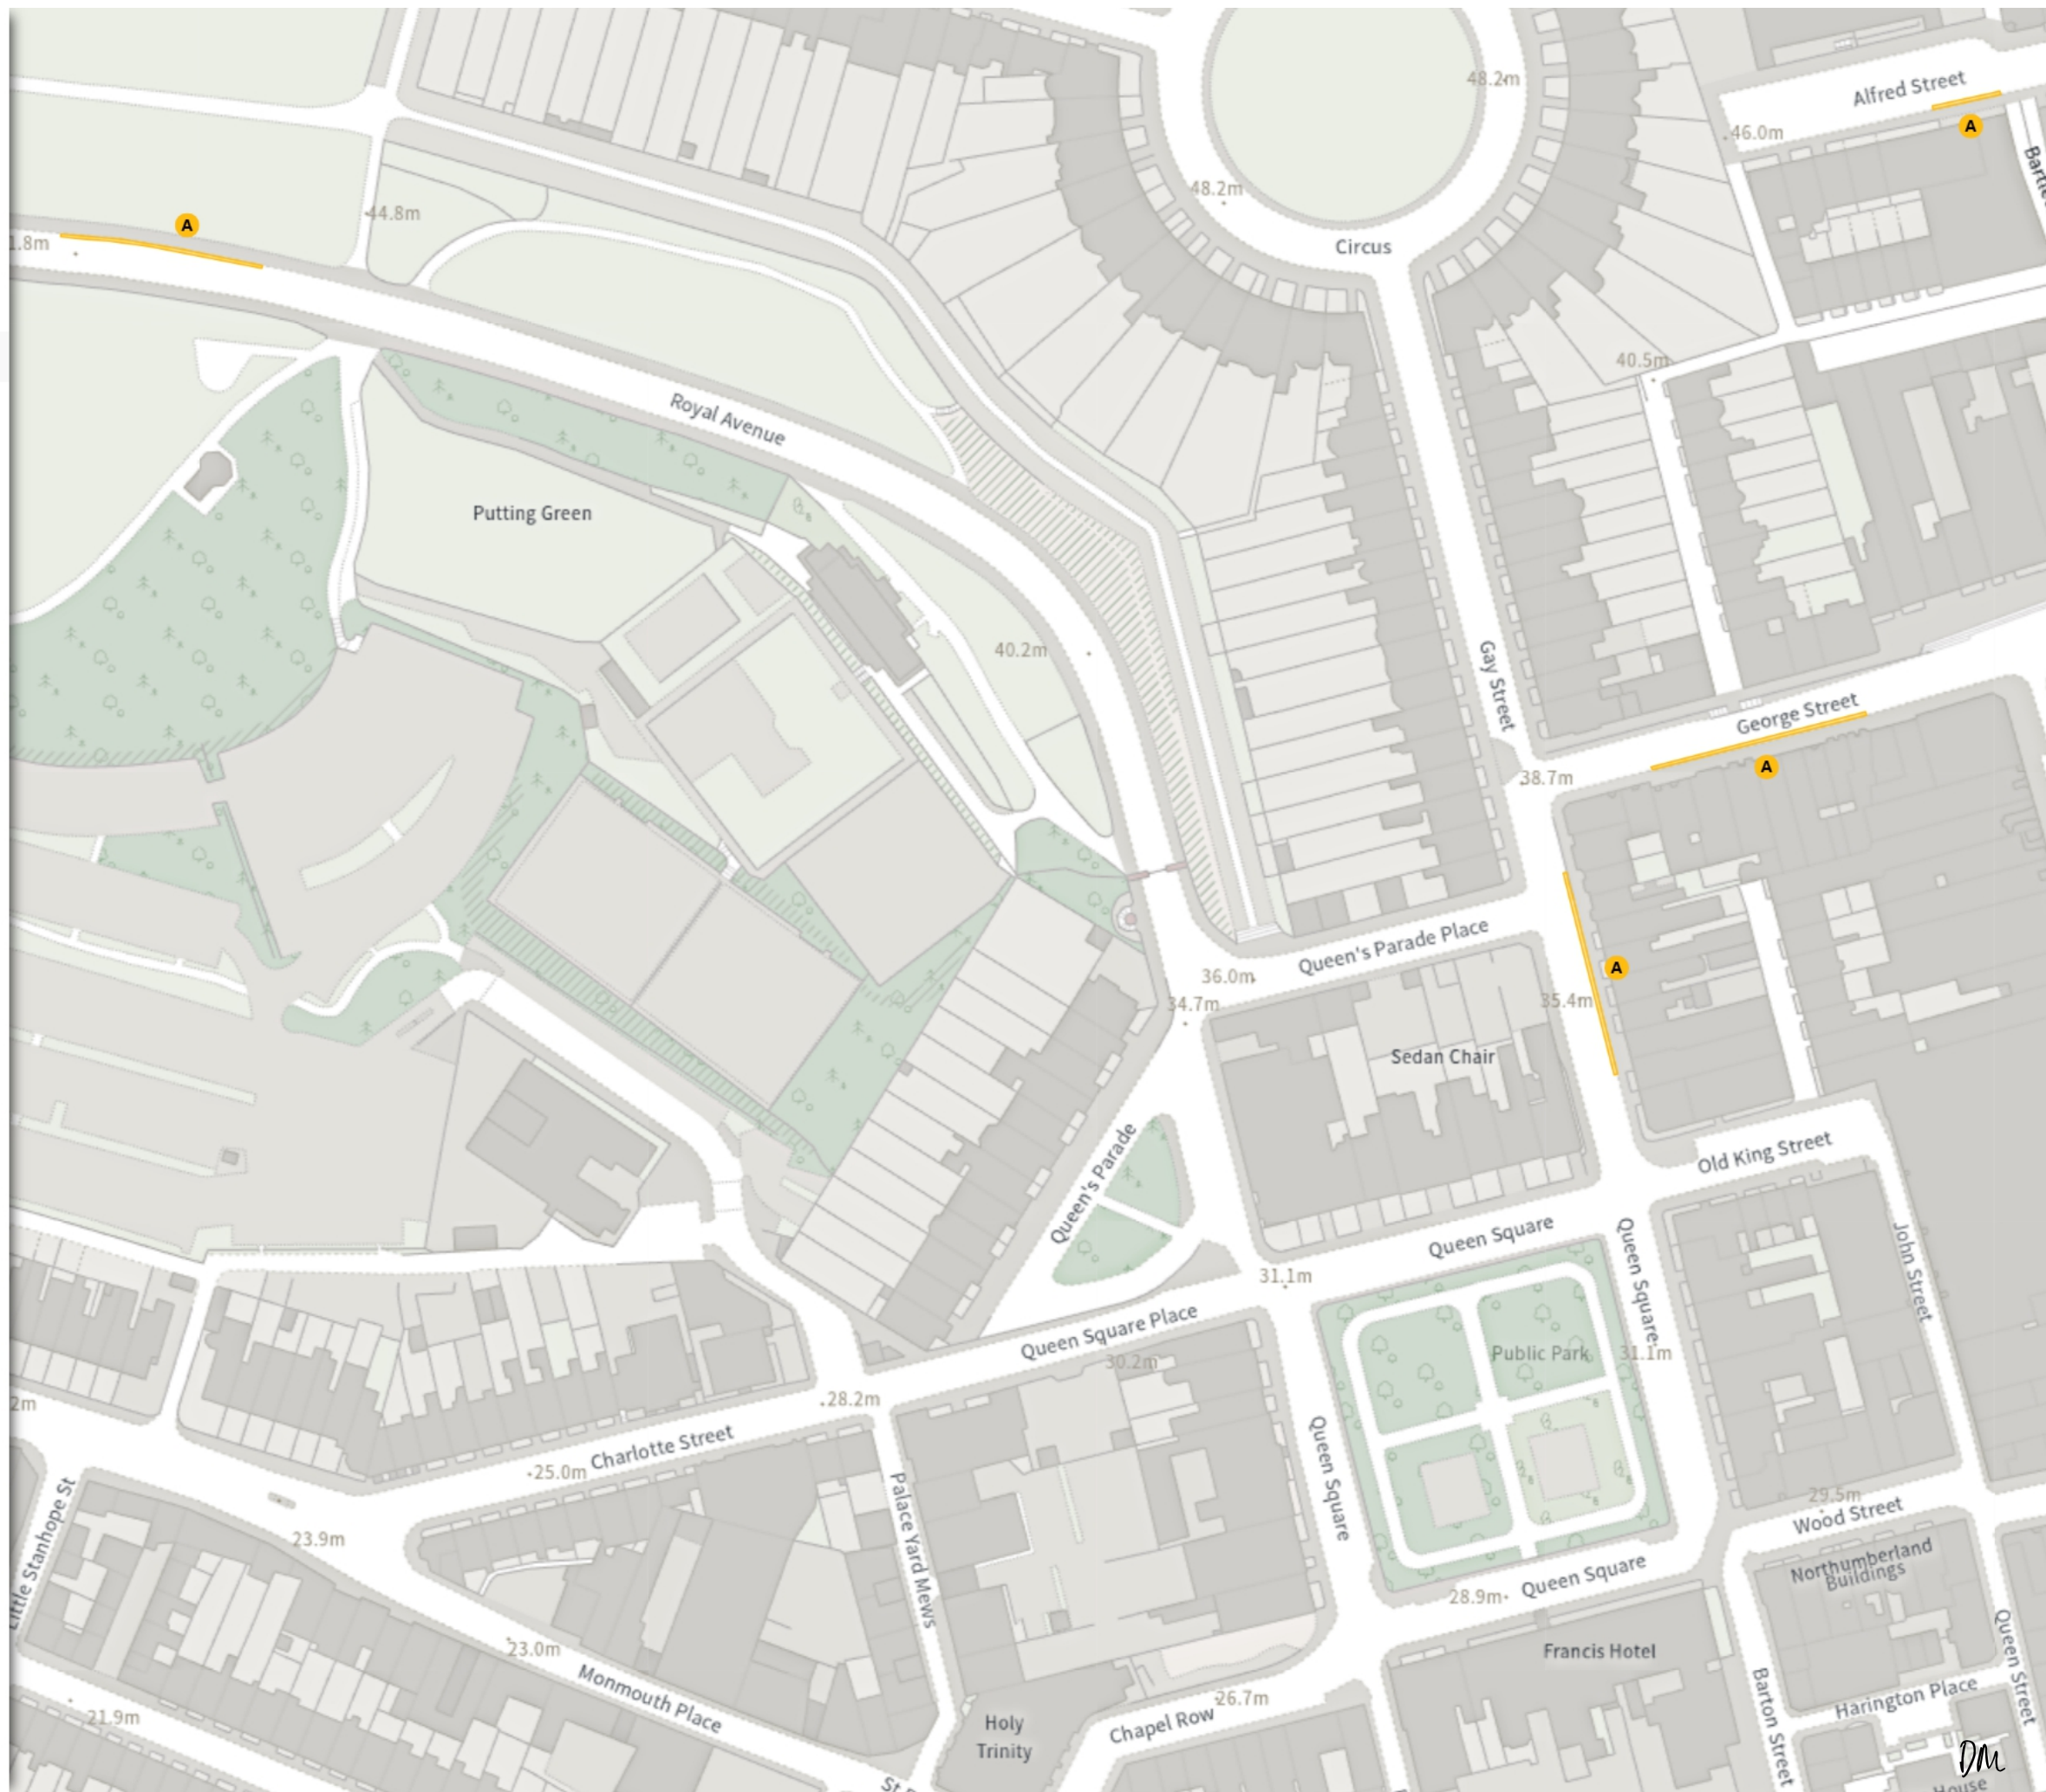 48.2m
Alfred Street
A
46.0m
Bartle
48.2m
44.8m
A
1.8m
Circus
40.5m
Royal Avenue
Putting Green
40.2m
Gay Street
George Street
A
38.7m
Queen's Parade Place
36.0m
34.7m
A
35.4m
Sedan Chair
Queen's Parade
Old King Street
John Street
Queen Square
Queen Square
31.1m
Queen Square Place
30.2m
Public Park
31.1m
28.2m
2m
Charlotte Street
25.0m
Queen Square
Palace Yard Mews
Little Stanhope St
23.9m
29.5m
Wood Street
Northumberland
Buildings
Queen Square
28.9m
23.0m
Monmouth Place
Francis Hotel
Queen Street
Barton Street
Harington Place
26.7m
Chapel Row
21.9m
Holy
Trinity
St
DM
House